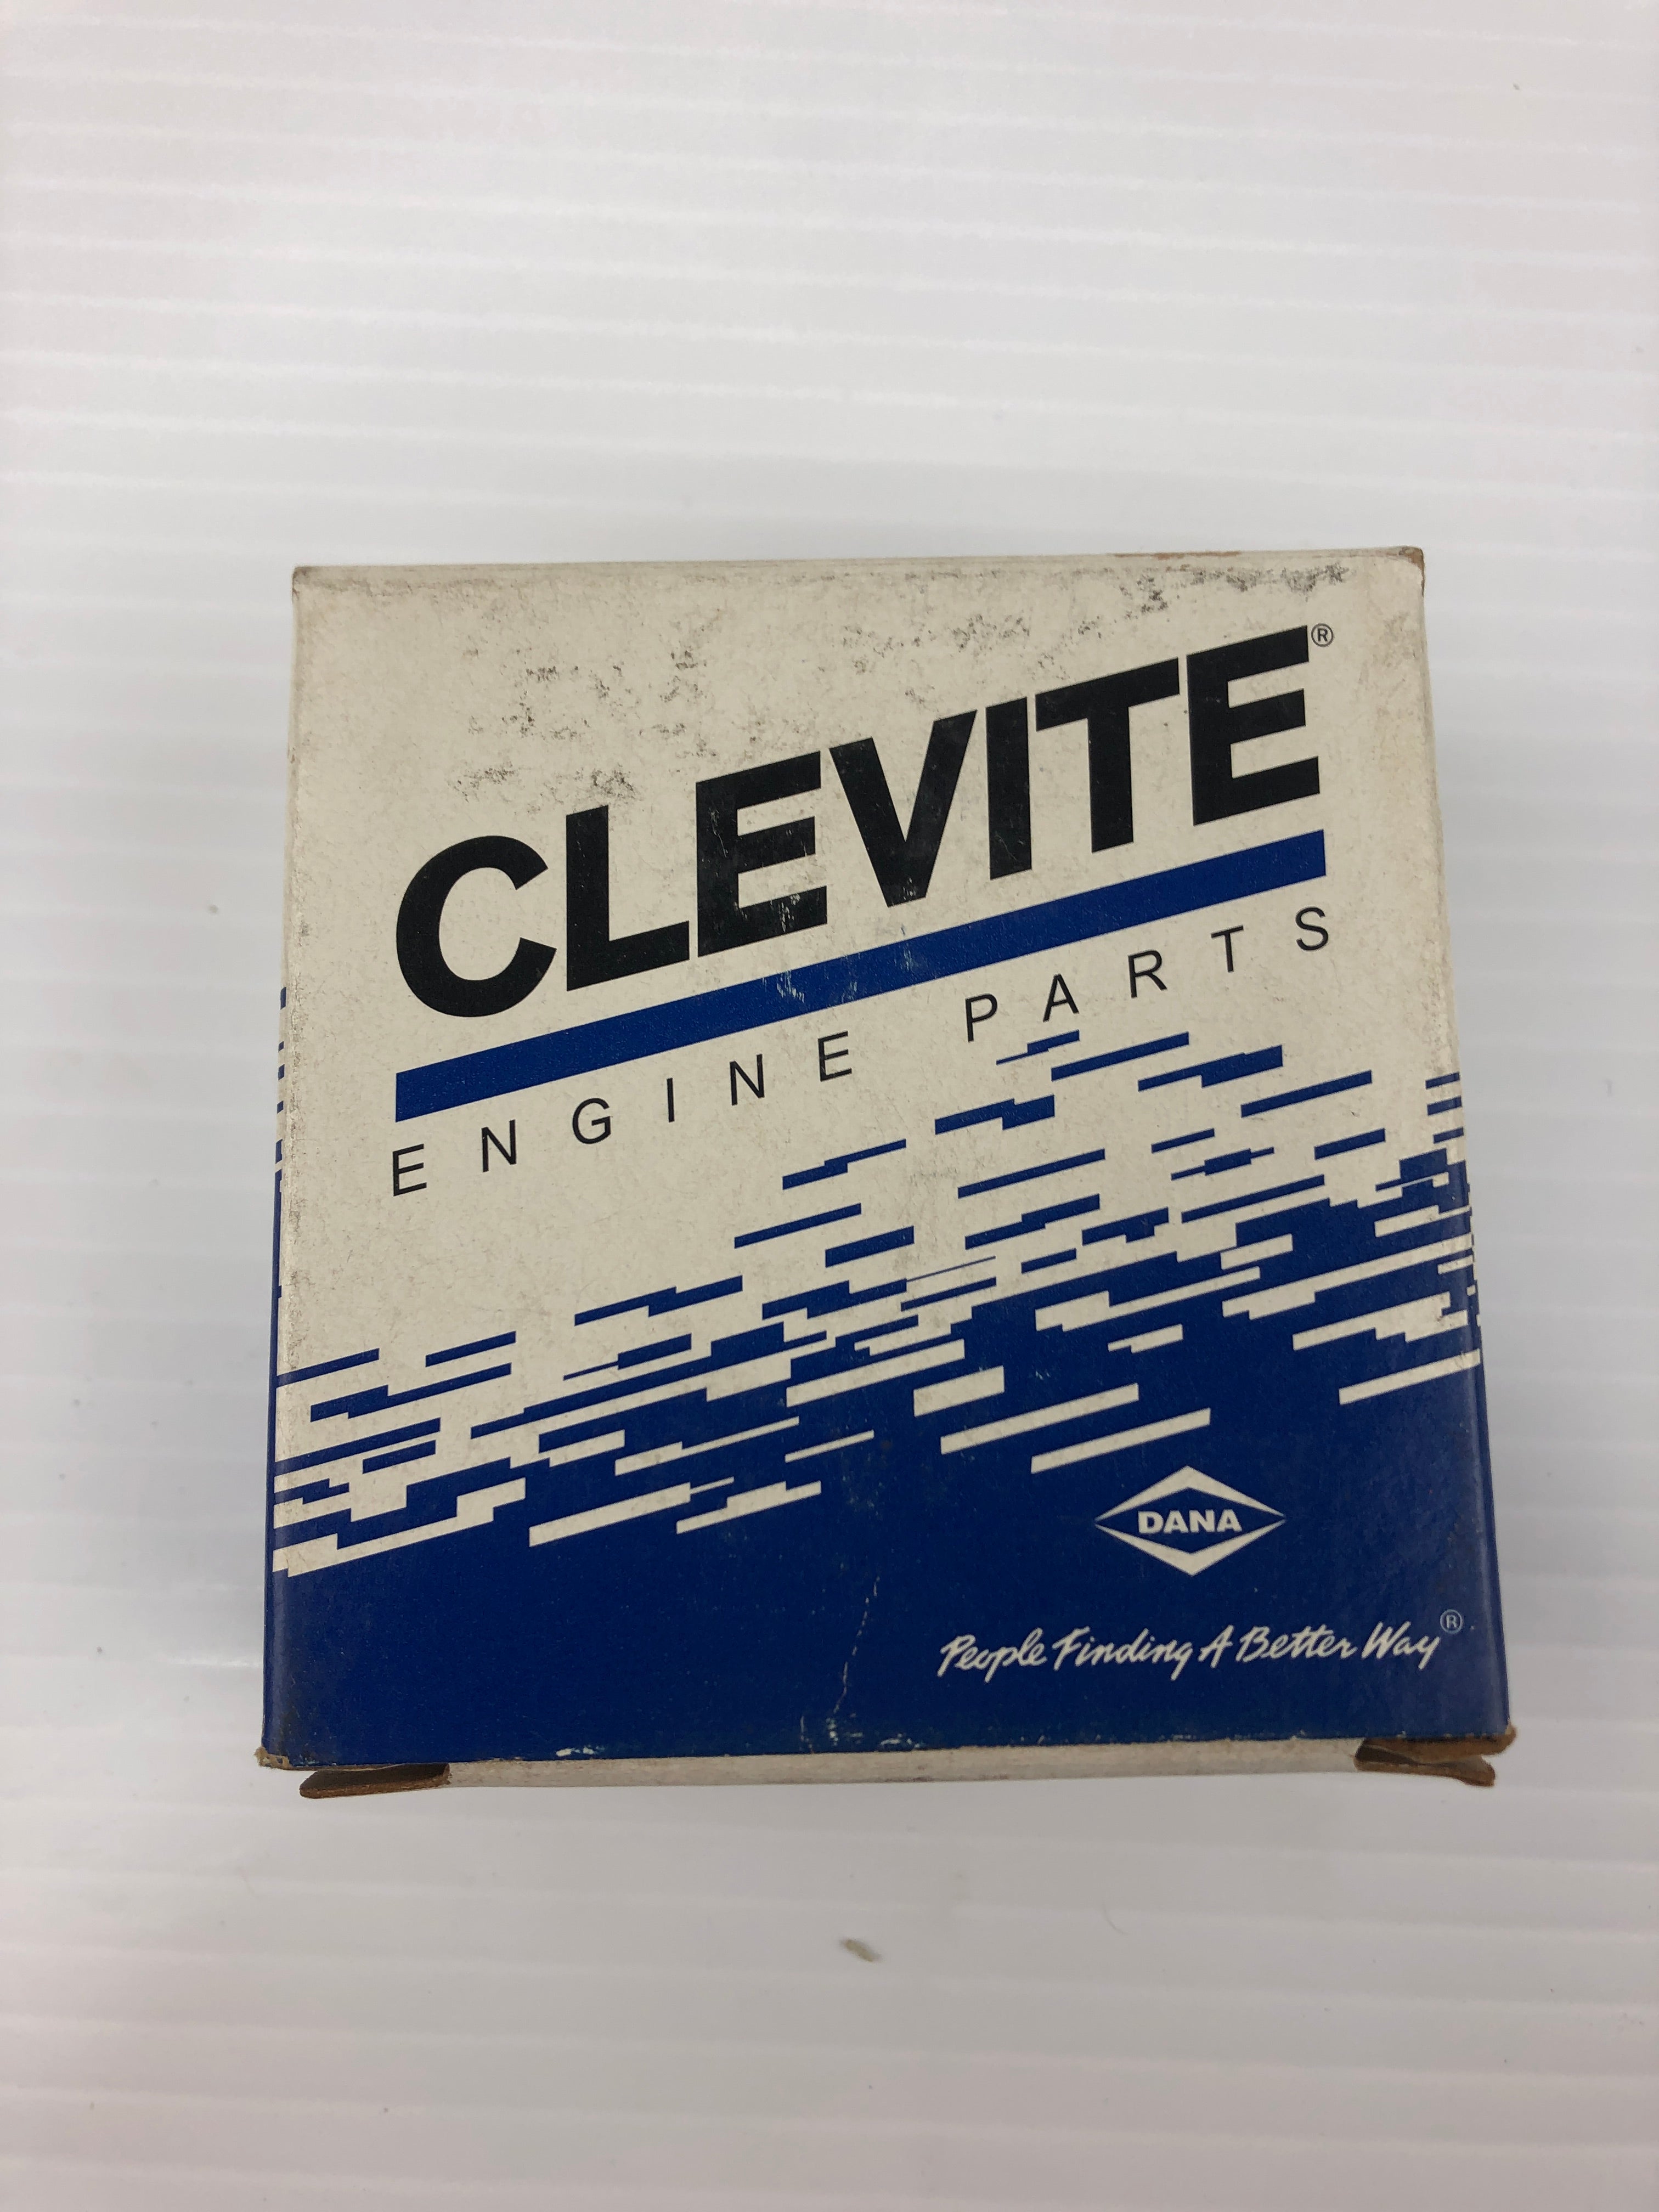 CLEVITE®
ENGINE PARTS
DANA
People Finding A Better Way®